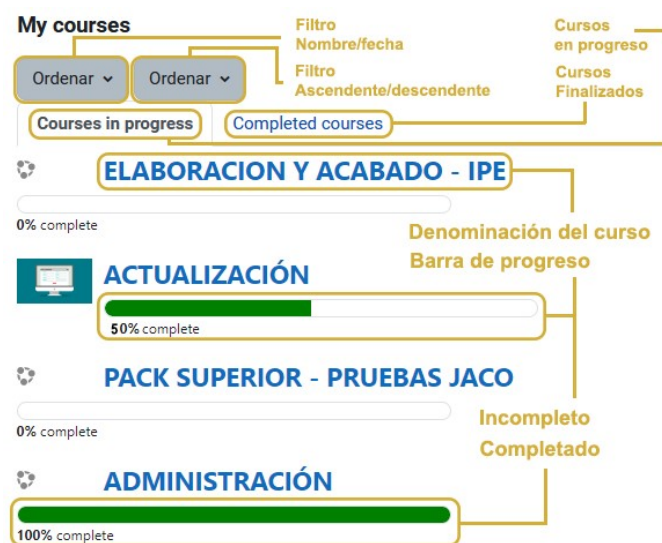 My courses
Filtro
Nombre/fecha
Cursos
en progreso
Ordenar
Ordenar
Filtro
Ascendente/descendente
Cursos
Finalizados
Courses in progress
Completed courses
ELABORACION Y ACABADO - IPE
0% complete
Denominación del curso
Barra de progreso
ACTUALIZACIÓN
50% complete
PACK SUPERIOR - PRUEBAS JACO
0% complete
Incompleto
Completado
ADMINISTRACIÓN
100% complete